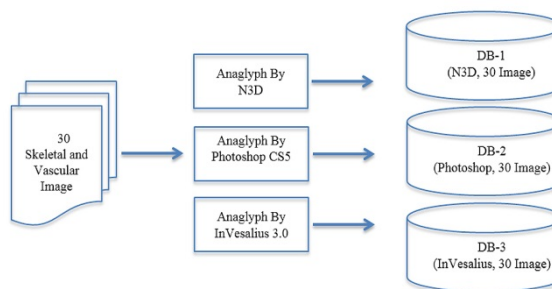 30
Skeletal and
Vascular
Image
Anaglyph By
N3D
Anaglyph By
Photoshop CS5
Anaglyph By
InVesalius 3.0
DB-1
(N3D, 30 Image)
DB-2
(Photoshop, 30 Image)
DB-3
(InVesalius, 30 Image)